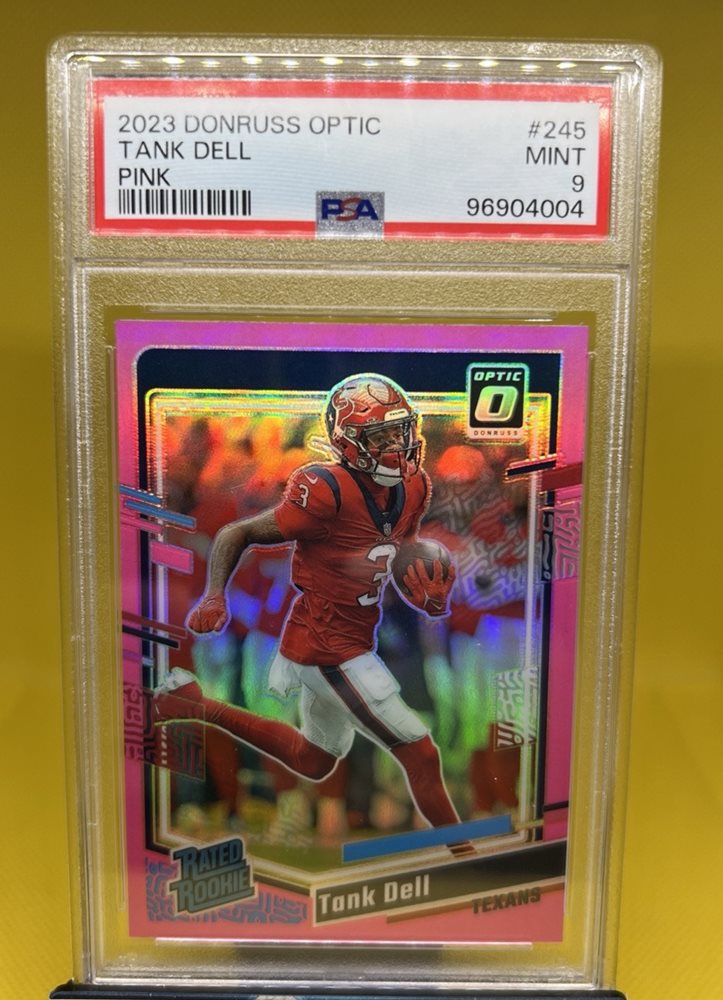 2023 DONRUSS OPTIC #245
TANK DELL MINT
PINK 9
PSA 96904004
OPTIC
O
DONRUSS
3
3
RATED
ROOKIE
Tank Dell
TEXANS